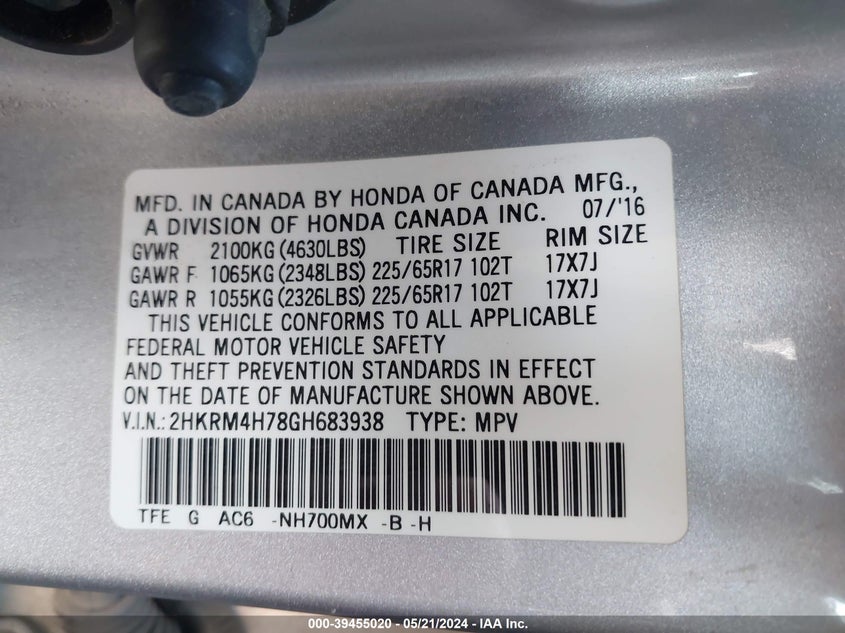 MFD. IN CANADA BY HONDA OF CANADA MFG.,
A DIVISION OF HONDA CANADA INC. 07/'16
GVWR 2100KG (4630LBS) TIRE SIZE RIM SIZE
GAWR F 1065KG (2348LBS) 225/65R17 102T 17X7J
GAWR R 1055KG (2326LBS) 225/65R17 102T 17X7J
THIS VEHICLE CONFORMS TO ALL APPLICABLE
FEDERAL MOTOR VEHICLE SAFETY
AND THEFT PREVENTION STANDARDS IN EFFECT
ON THE DATE OF MANUFACTURE SHOWN ABOVE.
V.I.N.: 2HKRM4H78GH683938 TYPE: MPV
TFE G AC6 -NH700MX -B -H
000-39455020 - 05/21/2024 - IAA Inc.